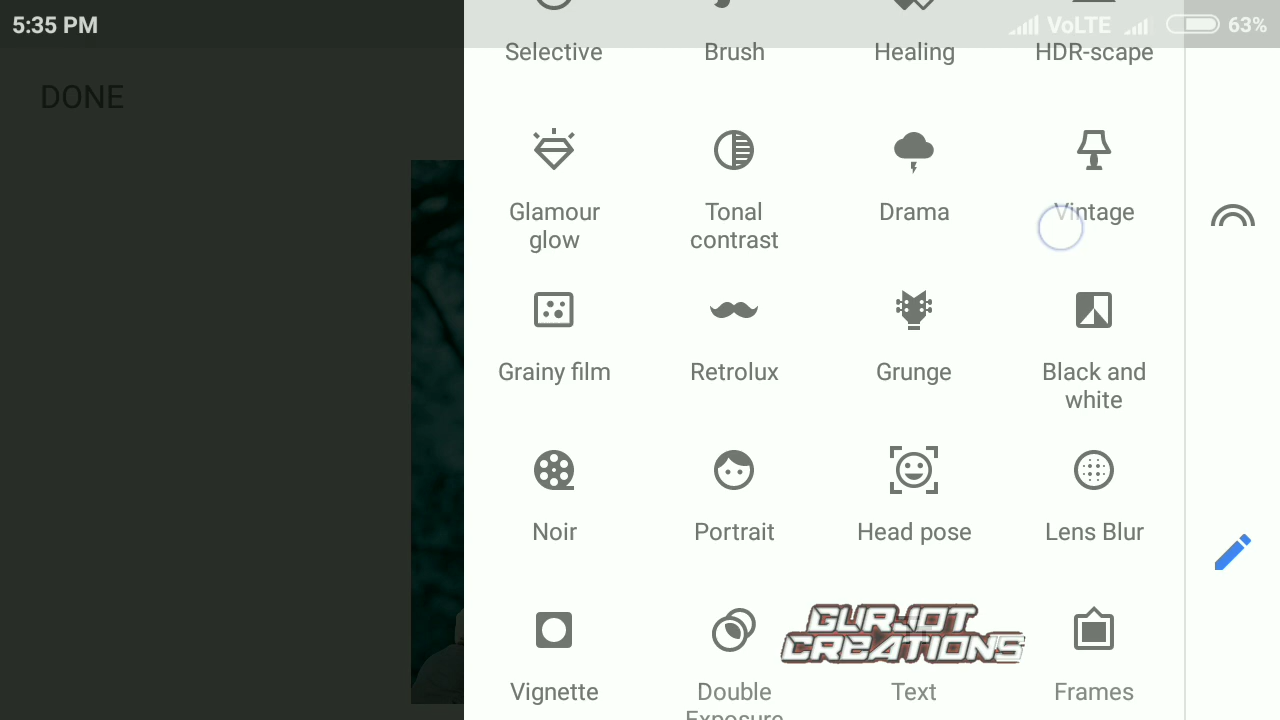 5:35 PM
VoLTE
63%
DONE
Selective
Brush
Healing
HDR-scape
Glamour
glow
Tonal
contrast
Drama
Vintage
Grainy film
Retrolux
Grunge
Black and
white
Noir
Portrait
Head pose
Lens Blur
GURJOT
CREATIONS
Vignette
Double
Exposure
Text
Frames